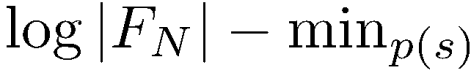 log |F_N| − min_{p(s)}